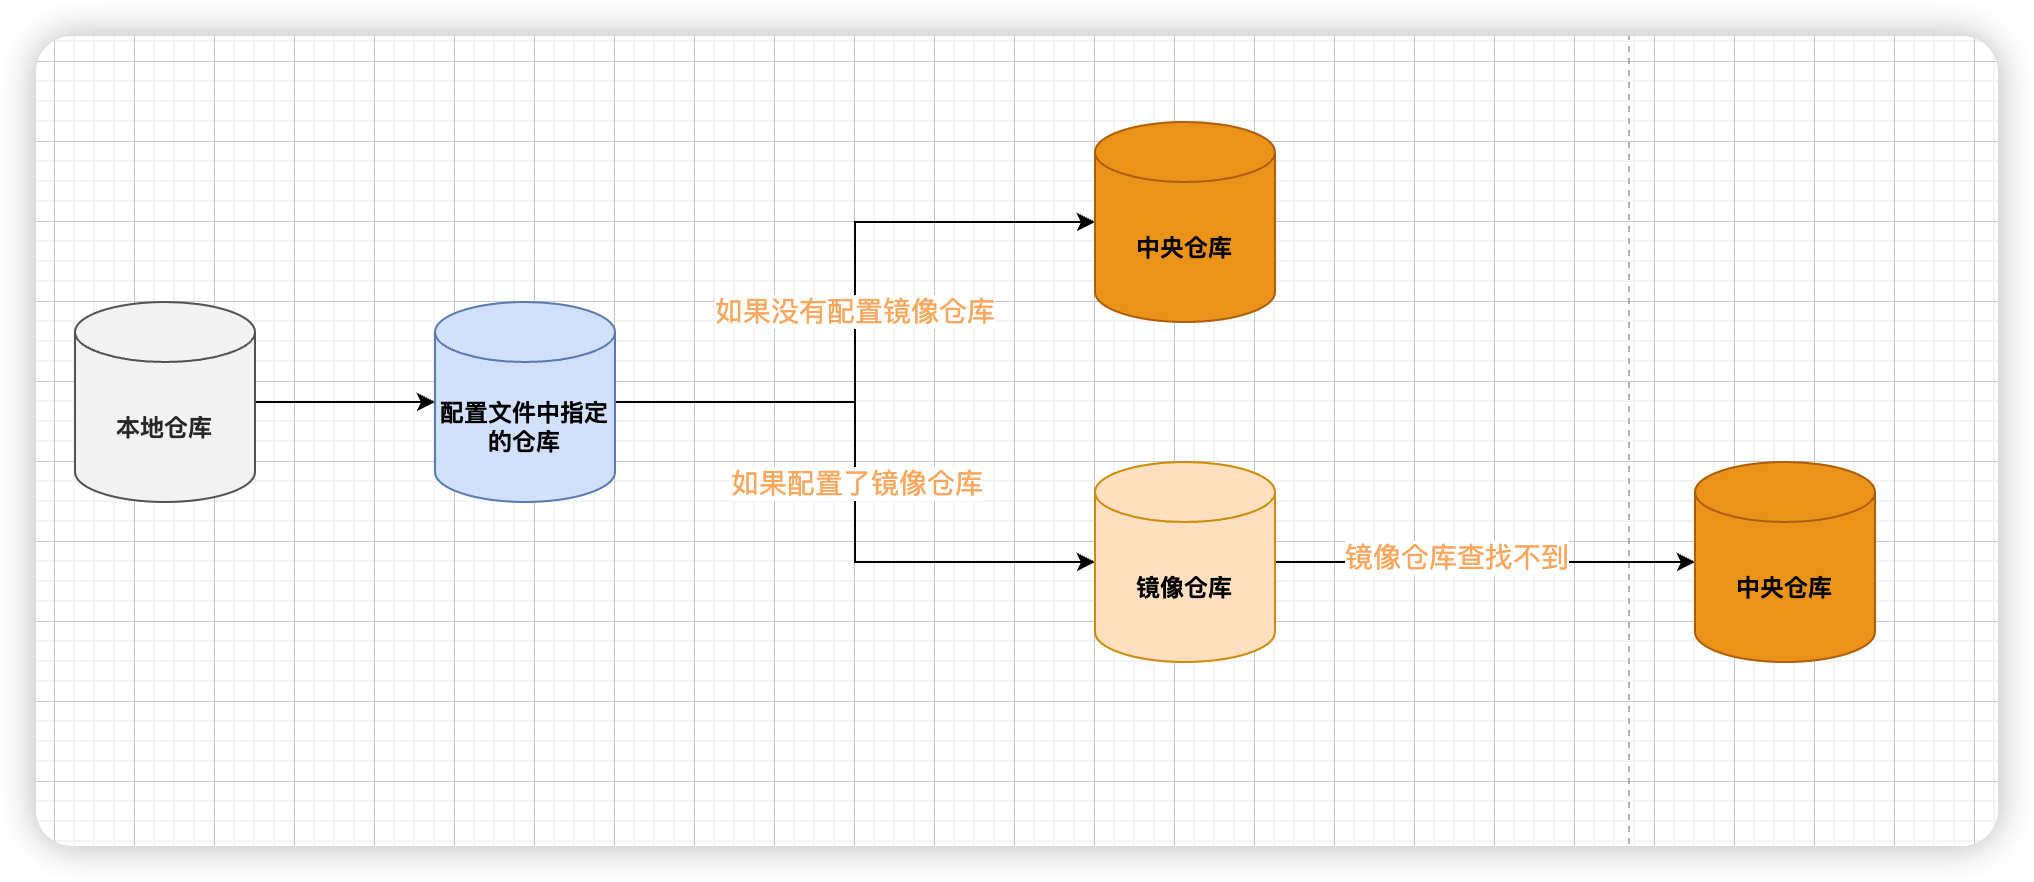 本地仓库
配置文件中指定
的仓库
如果没有配置镜像仓库
中央仓库
如果配置了镜像仓库
镜像仓库
镜像仓库查找不到
中央仓库